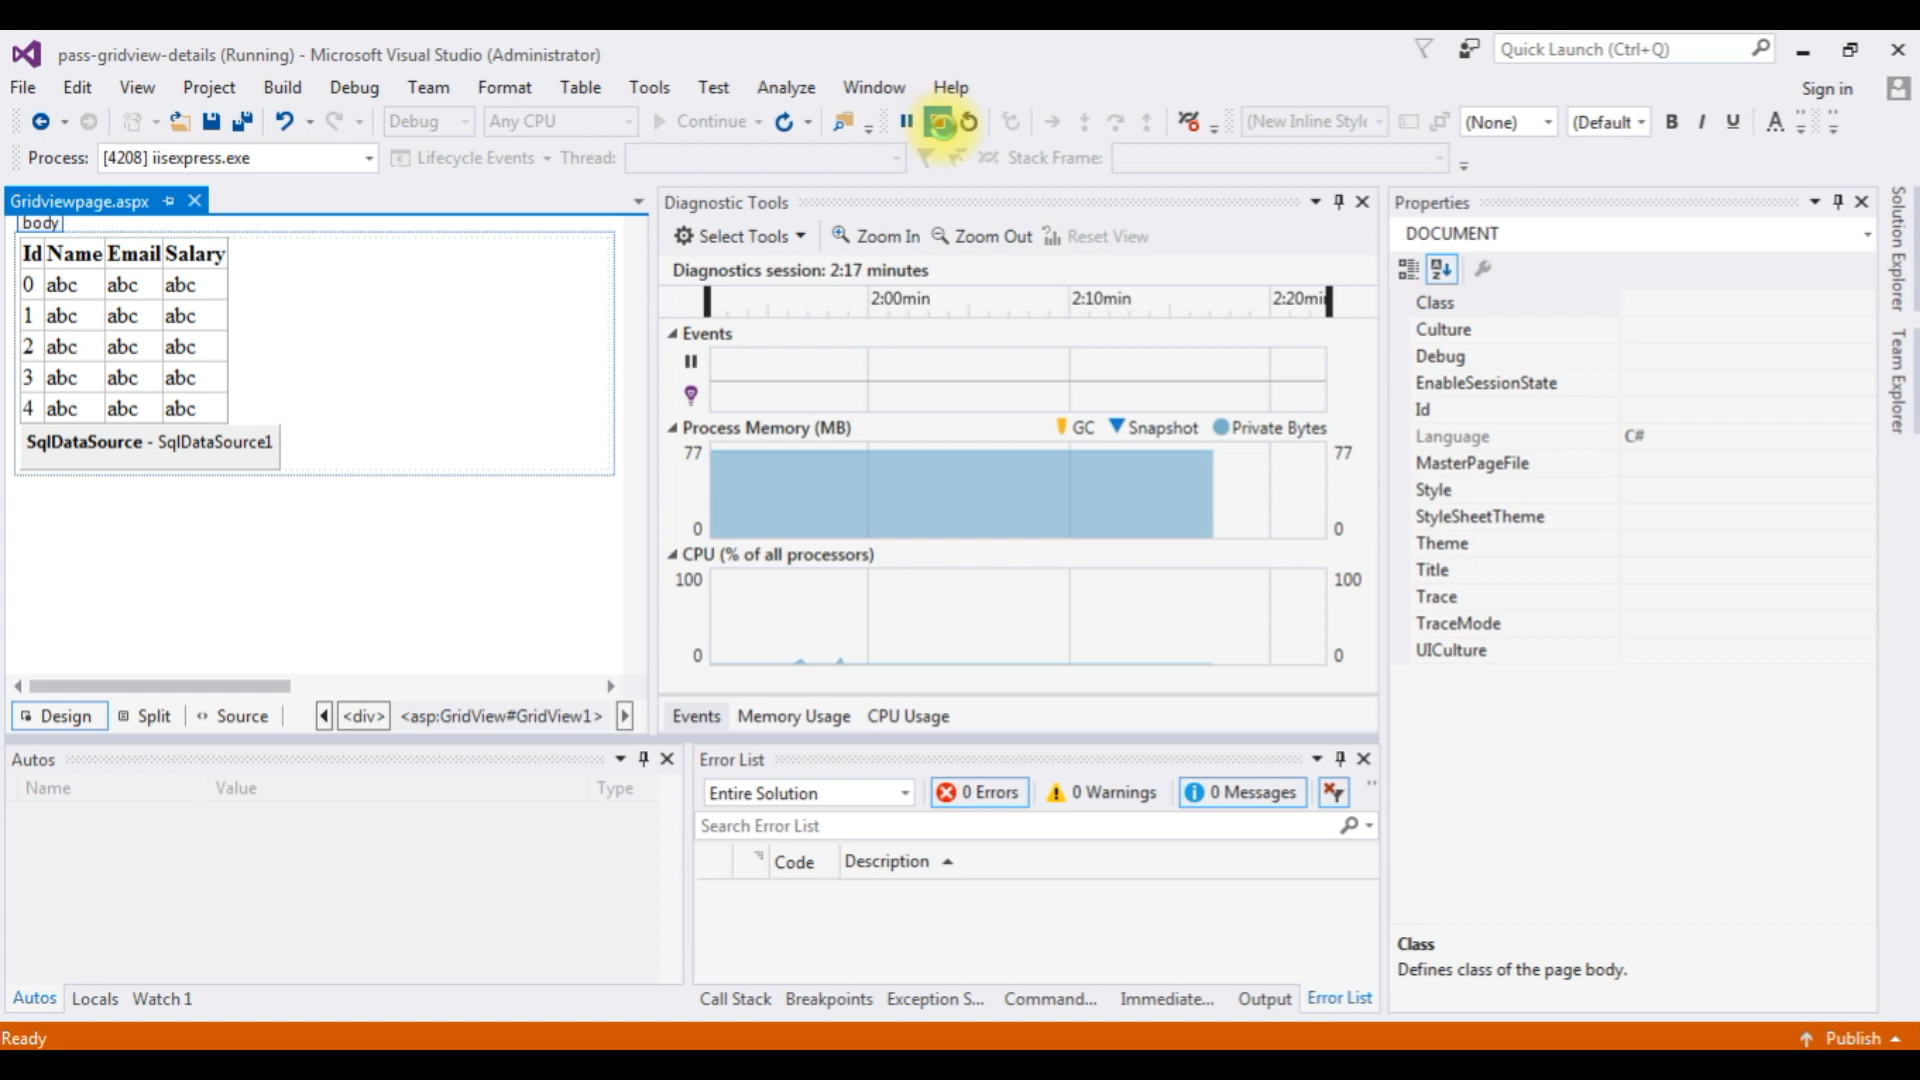 pass-gridview-details (Running) - Microsoft Visual Studio (Administrator)
Quick Launch (Ctrl+Q)
File Edit View Project Build Debug Team Format Table Tools Test Analyze Window Help
Sign in
Debug Any CPU Continue (New Inline Style (None) (Default B I U A
Process: [4208] iisexpress.exe Lifecycle Events Thread: Stack Frame:
Gridviewpage.aspx
body
Id Name Email Salary
0 abc abc abc
1 abc abc abc
2 abc abc abc
3 abc abc abc
4 abc abc abc
SqlDataSource - SqlDataSource1
Design Split Source <div> <asp:GridView#GridView1>
Diagnostic Tools
Select Tools Zoom In Zoom Out Reset View
Diagnostics session: 2:17 minutes
2:00min 2:10min 2:20mi
Events
Process Memory (MB) GC Snapshot Private Bytes
77 77
0 0
CPU (% of all processors)
100 100
0 0
Events Memory Usage CPU Usage
Properties
DOCUMENT
Class
Culture
Debug
EnableSessionState
Id
Language C#
MasterPageFile
Style
StyleSheetTheme
Theme
Title
Trace
TraceMode
UICulture
Class
Defines class of the page body.
Solution Explorer
Team Explorer
Autos
Name Value Type
Autos Locals Watch 1
Error List
Entire Solution 0 Errors 0 Warnings 0 Messages
Search Error List
Code Description
Call Stack Breakpoints Exception S... Command... Immediate... Output Error List
Ready
Publish